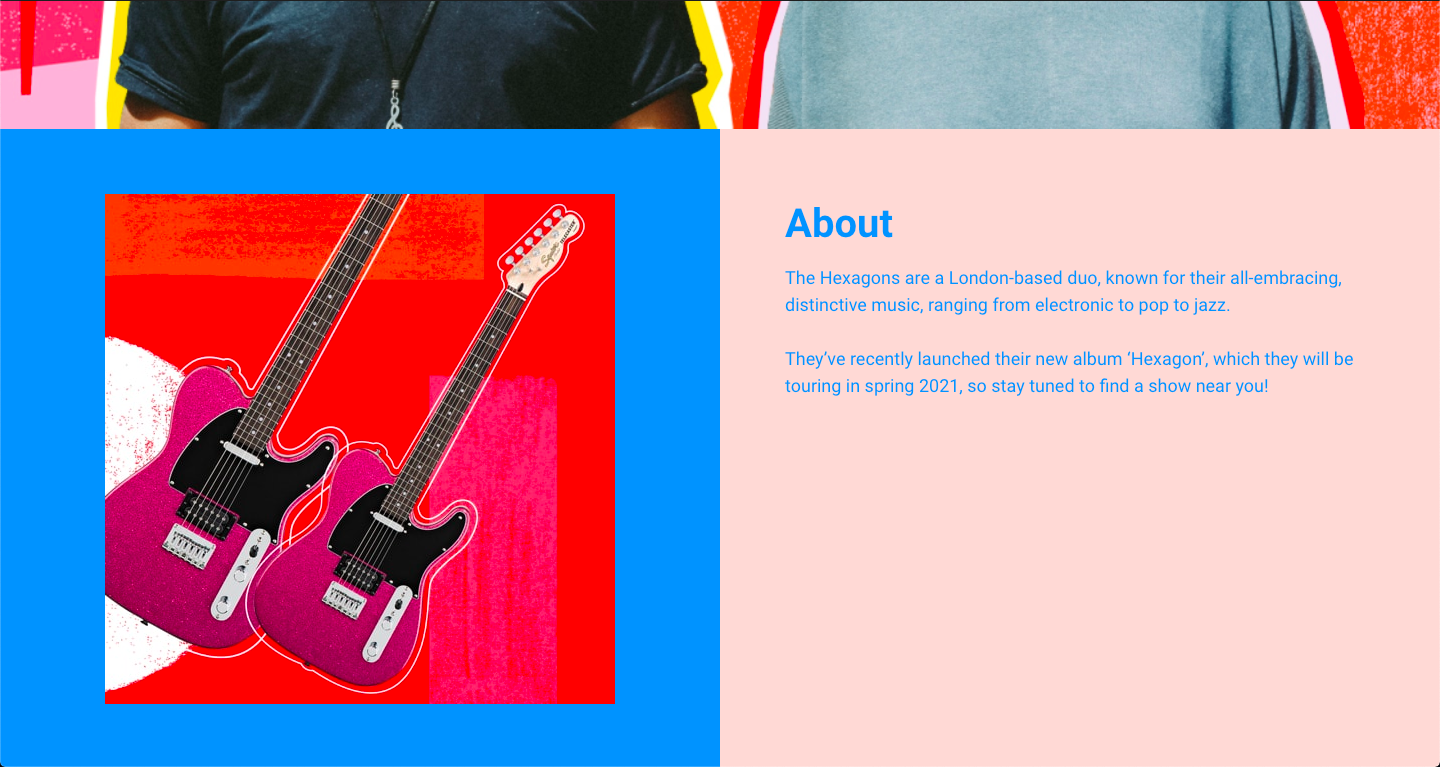 About
The Hexagons are a London-based duo, known for their all-embracing,
distinctive music, ranging from electronic to pop to jazz.
They’ve recently launched their new album ‘Hexagon’, which they will be
touring in spring 2021, so stay tuned to find a show near you!
Squier
TELECASTER